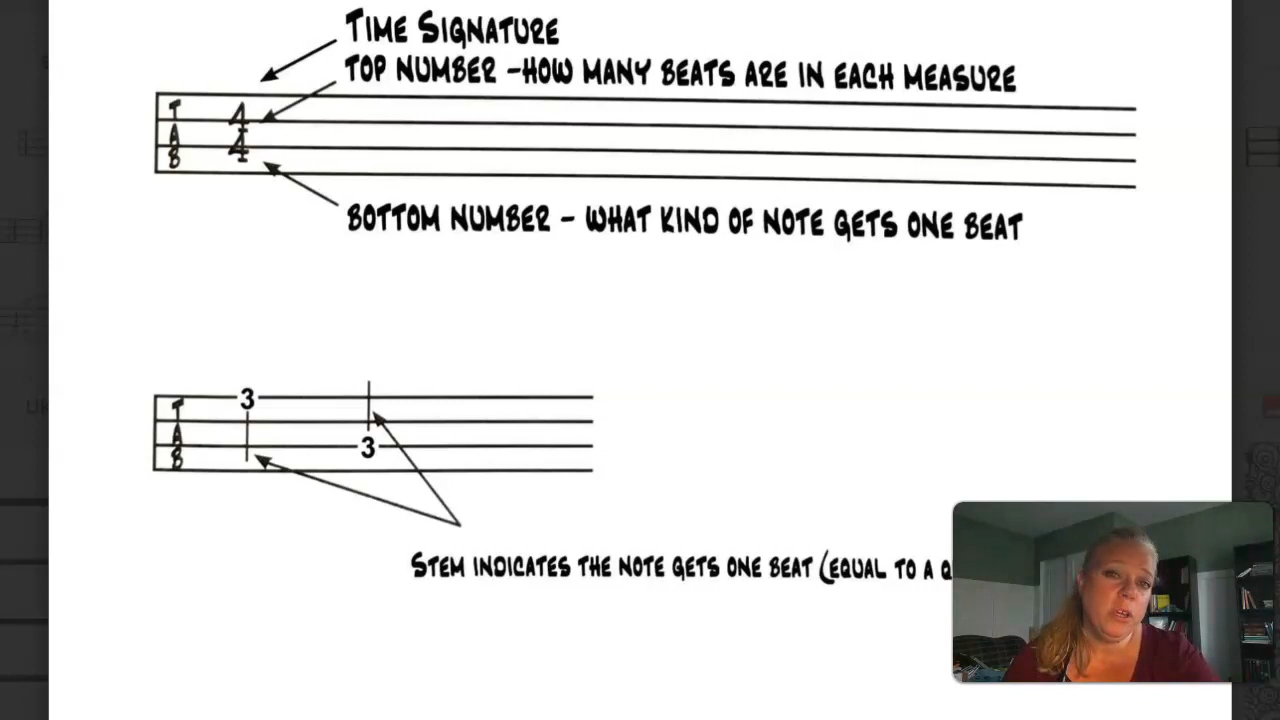 TIME SIGNATURE
TOP NUMBER -HOW MANY BEATS ARE IN EACH MEASURE
T
A
B
4
4
BOTTOM NUMBER - WHAT KIND OF NOTE GETS ONE BEAT
3
T
A
B
3
STEM INDICATES THE NOTE GETS ONE BEAT (EQUAL TO A Q